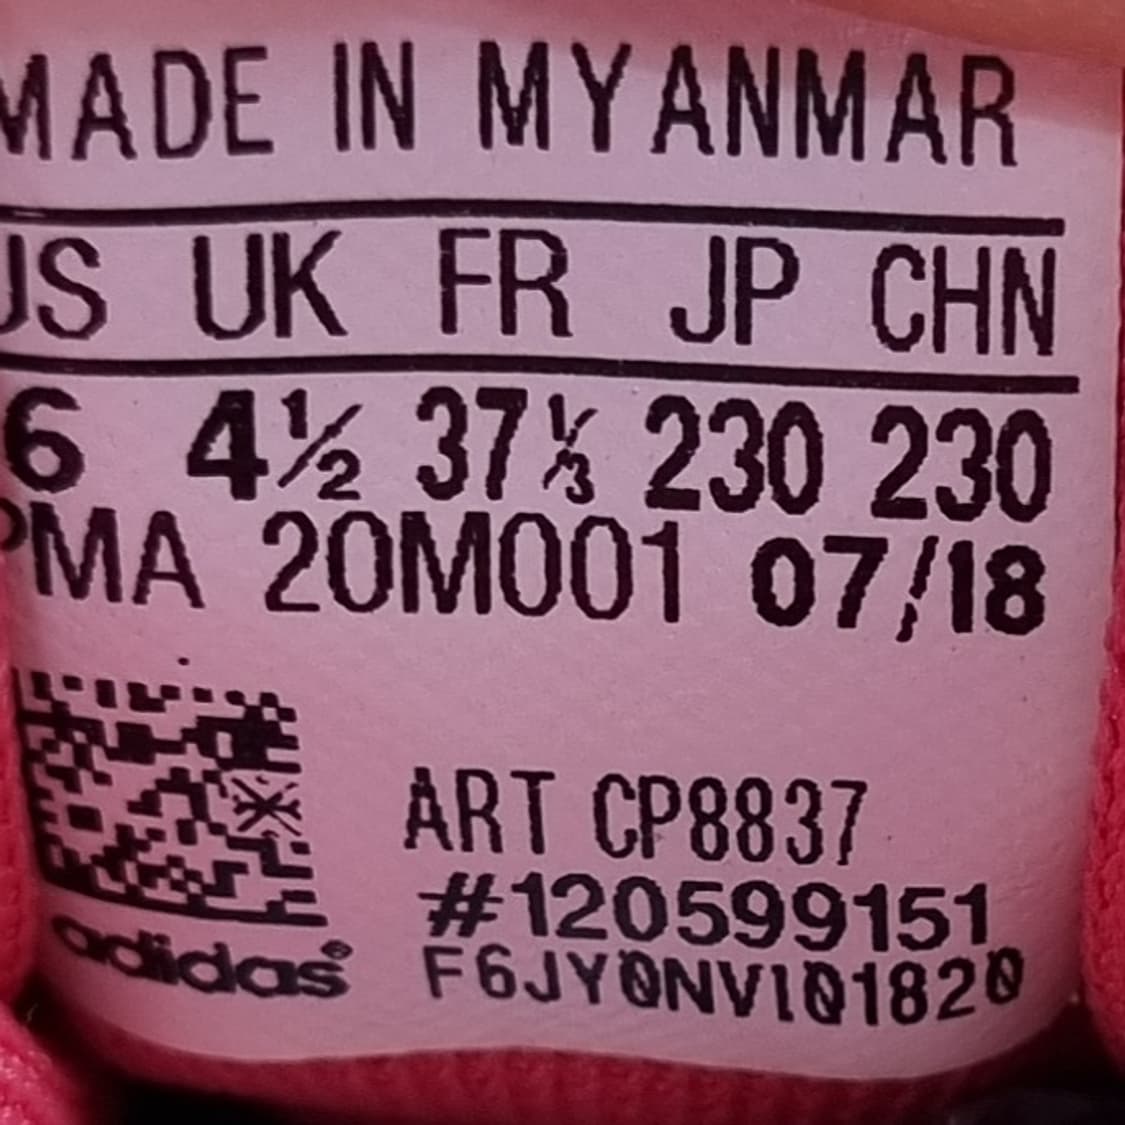 MADE IN MYANMAR
US UK FR JP CHN
6 4½ 37⅓ 230 230
PMA 20M001 07/18
ART CP8837
#120599151
adidas®
F6JY0NV101820